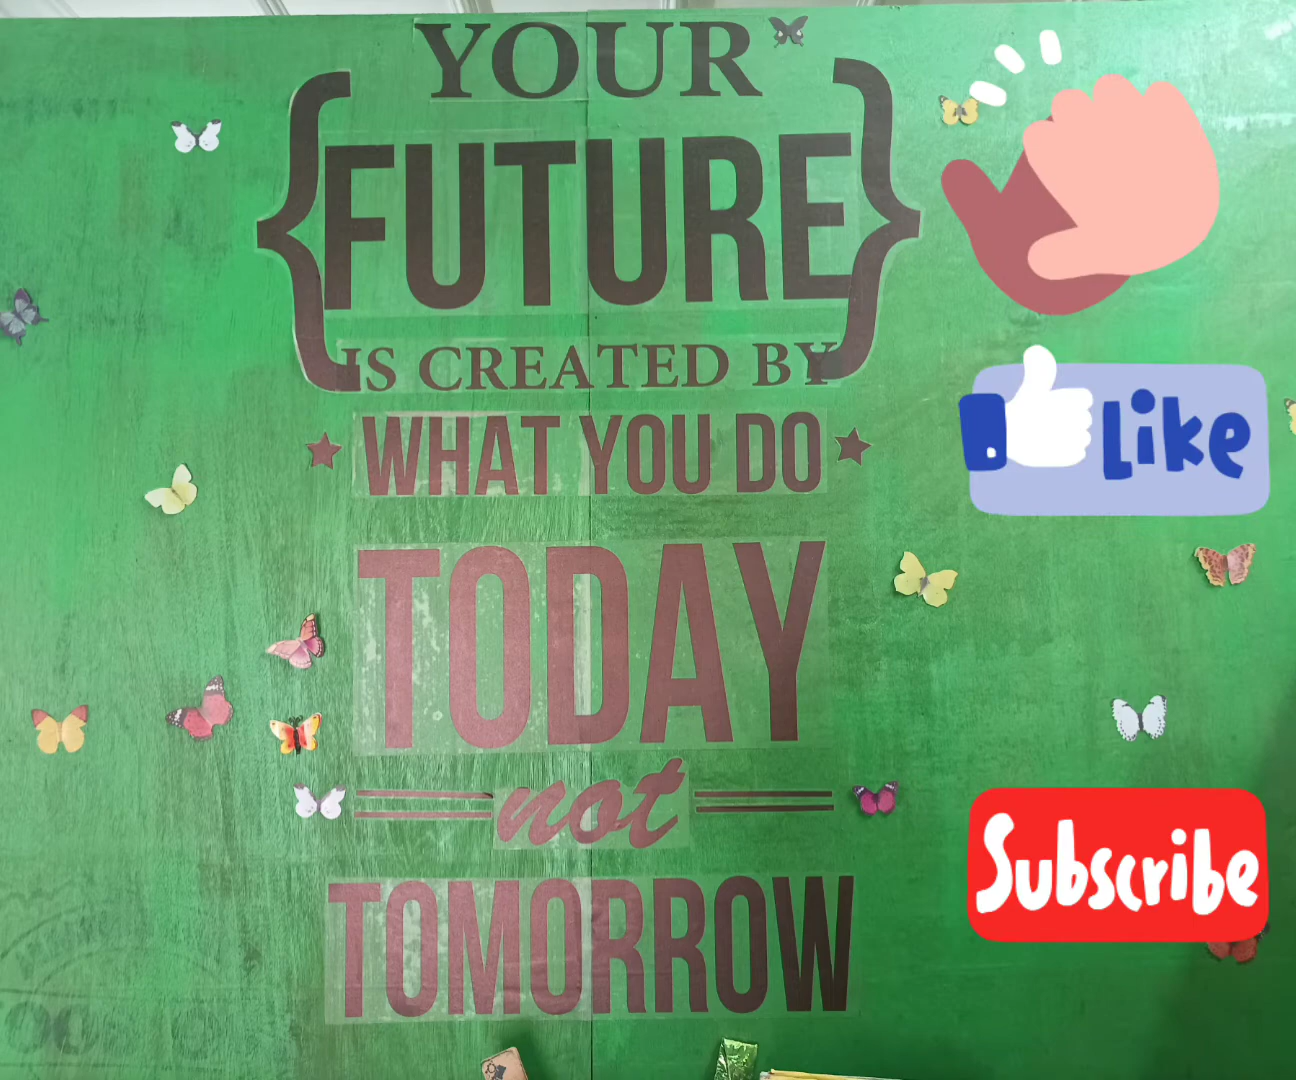 YOUR
FUTURE
IS CREATED BY
WHAT YOU DO
TODAY
not
TOMORROW
Like
Subscribe